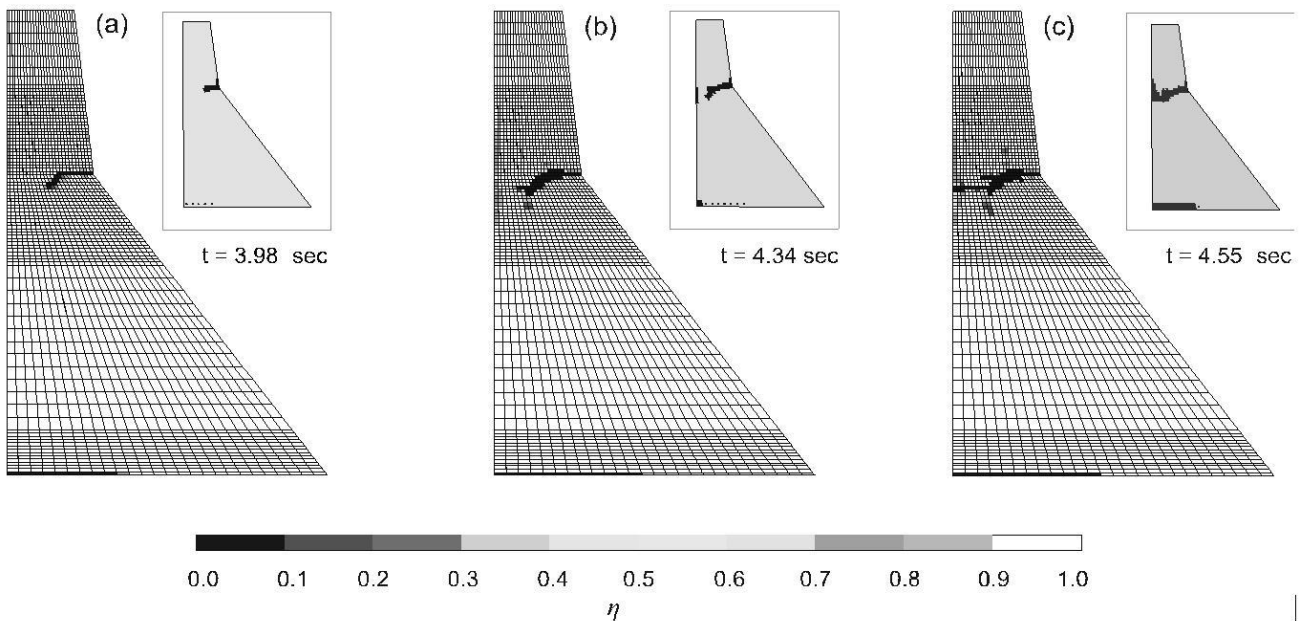 (a)
(b)
(c)
t = 3.98 sec
t = 4.34 sec
t = 4.55 sec
0.0 0.1 0.2 0.3 0.4 0.5 0.6 0.7 0.8 0.9 1.0
η